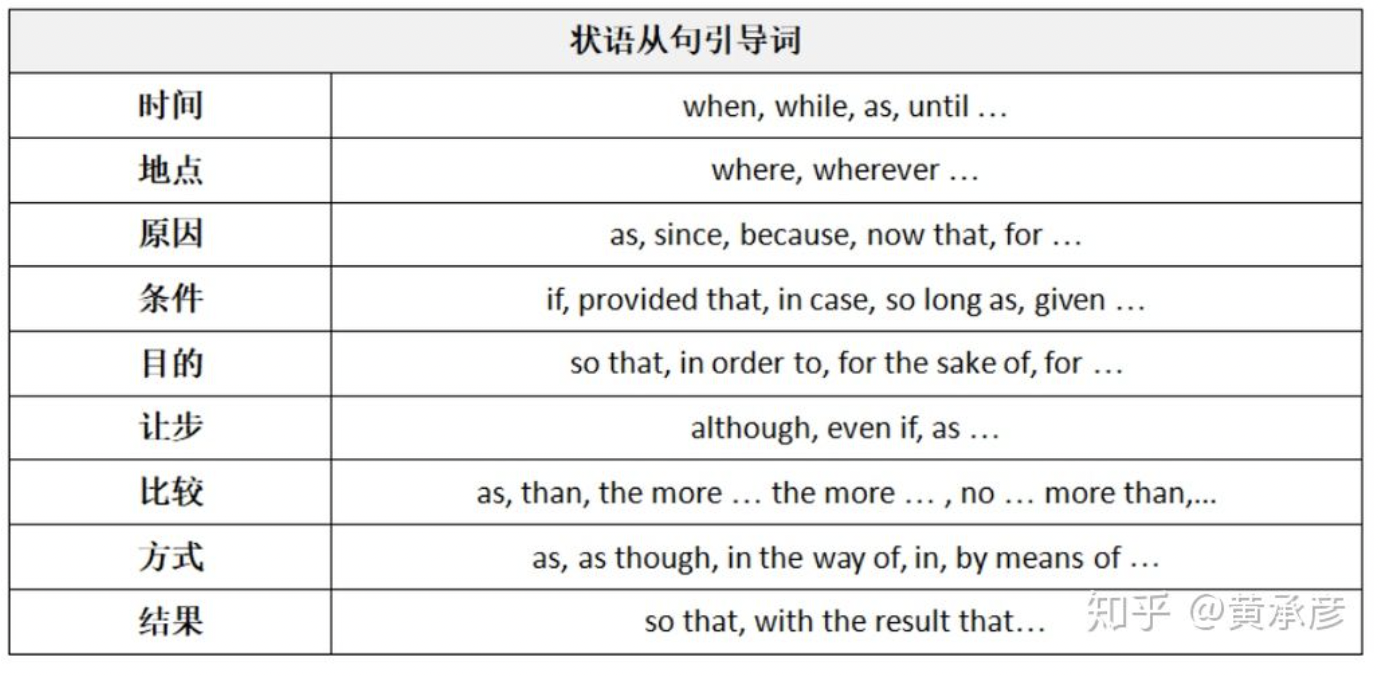 状语从句引导词
时间 when, while, as, until …
地点 where, wherever …
原因 as, since, because, now that, for …
条件 if, provided that, in case, so long as, given …
目的 so that, in order to, for the sake of, for …
让步 although, even if, as …
比较 as, than, the more … the more … , no … more than,...
方式 as, as though, in the way of, in, by means of …
结果 so that, with the result that…
知乎 @黄承彦